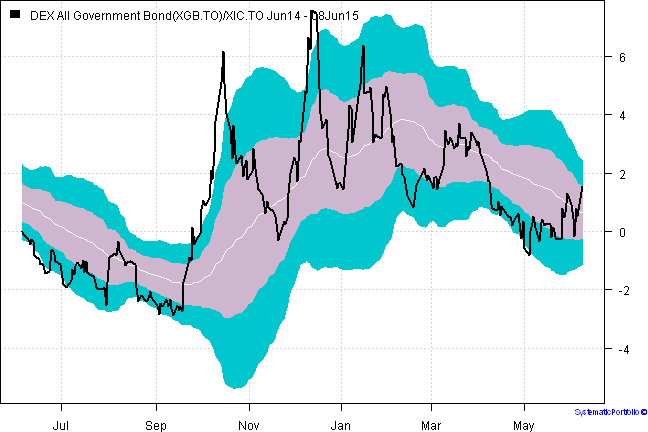 DEX All Government Bond(XGB.TO)/XIC.TO Jun14 - 08Jun15
6
4
2
0
-2
-4
Jul Sep Nov Jan Mar May
SystematicPortfolio ©